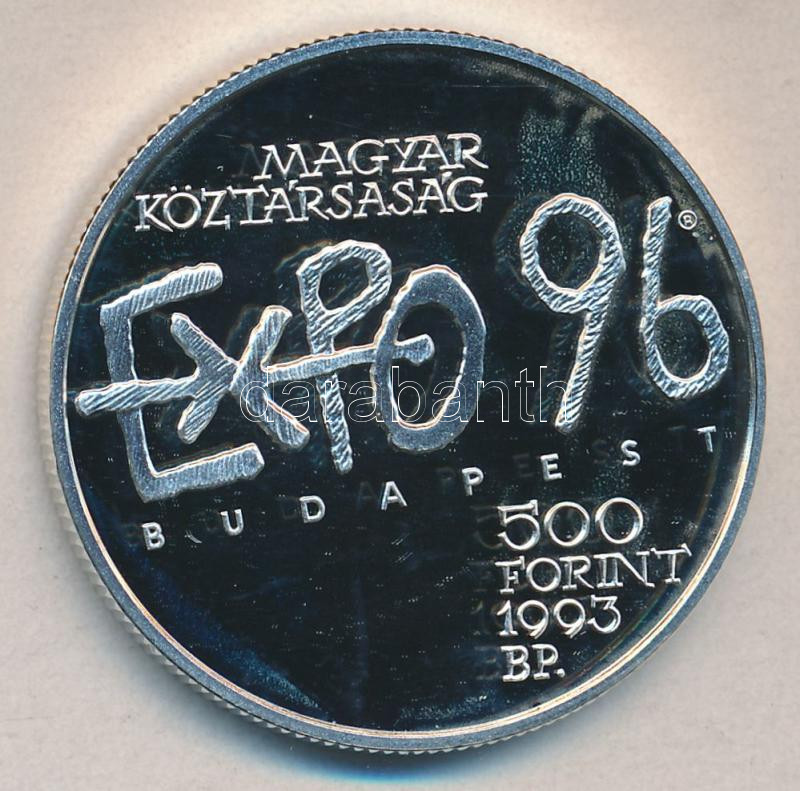 MAGYAR
KÖZTÁRSASÁG
EXPO 96 ®
BUDAPEST
500
FORINT
1993
BP.
darabanth